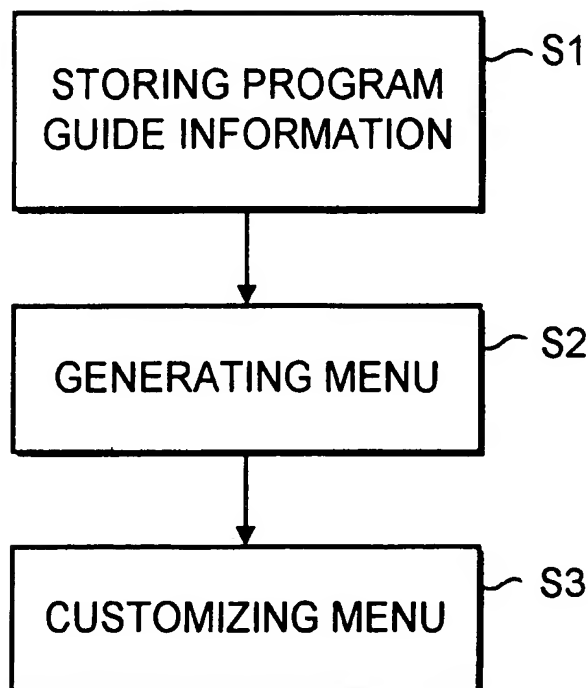 STORING PROGRAM
GUIDE INFORMATION
S1
GENERATING MENU
S2
CUSTOMIZING MENU
S3